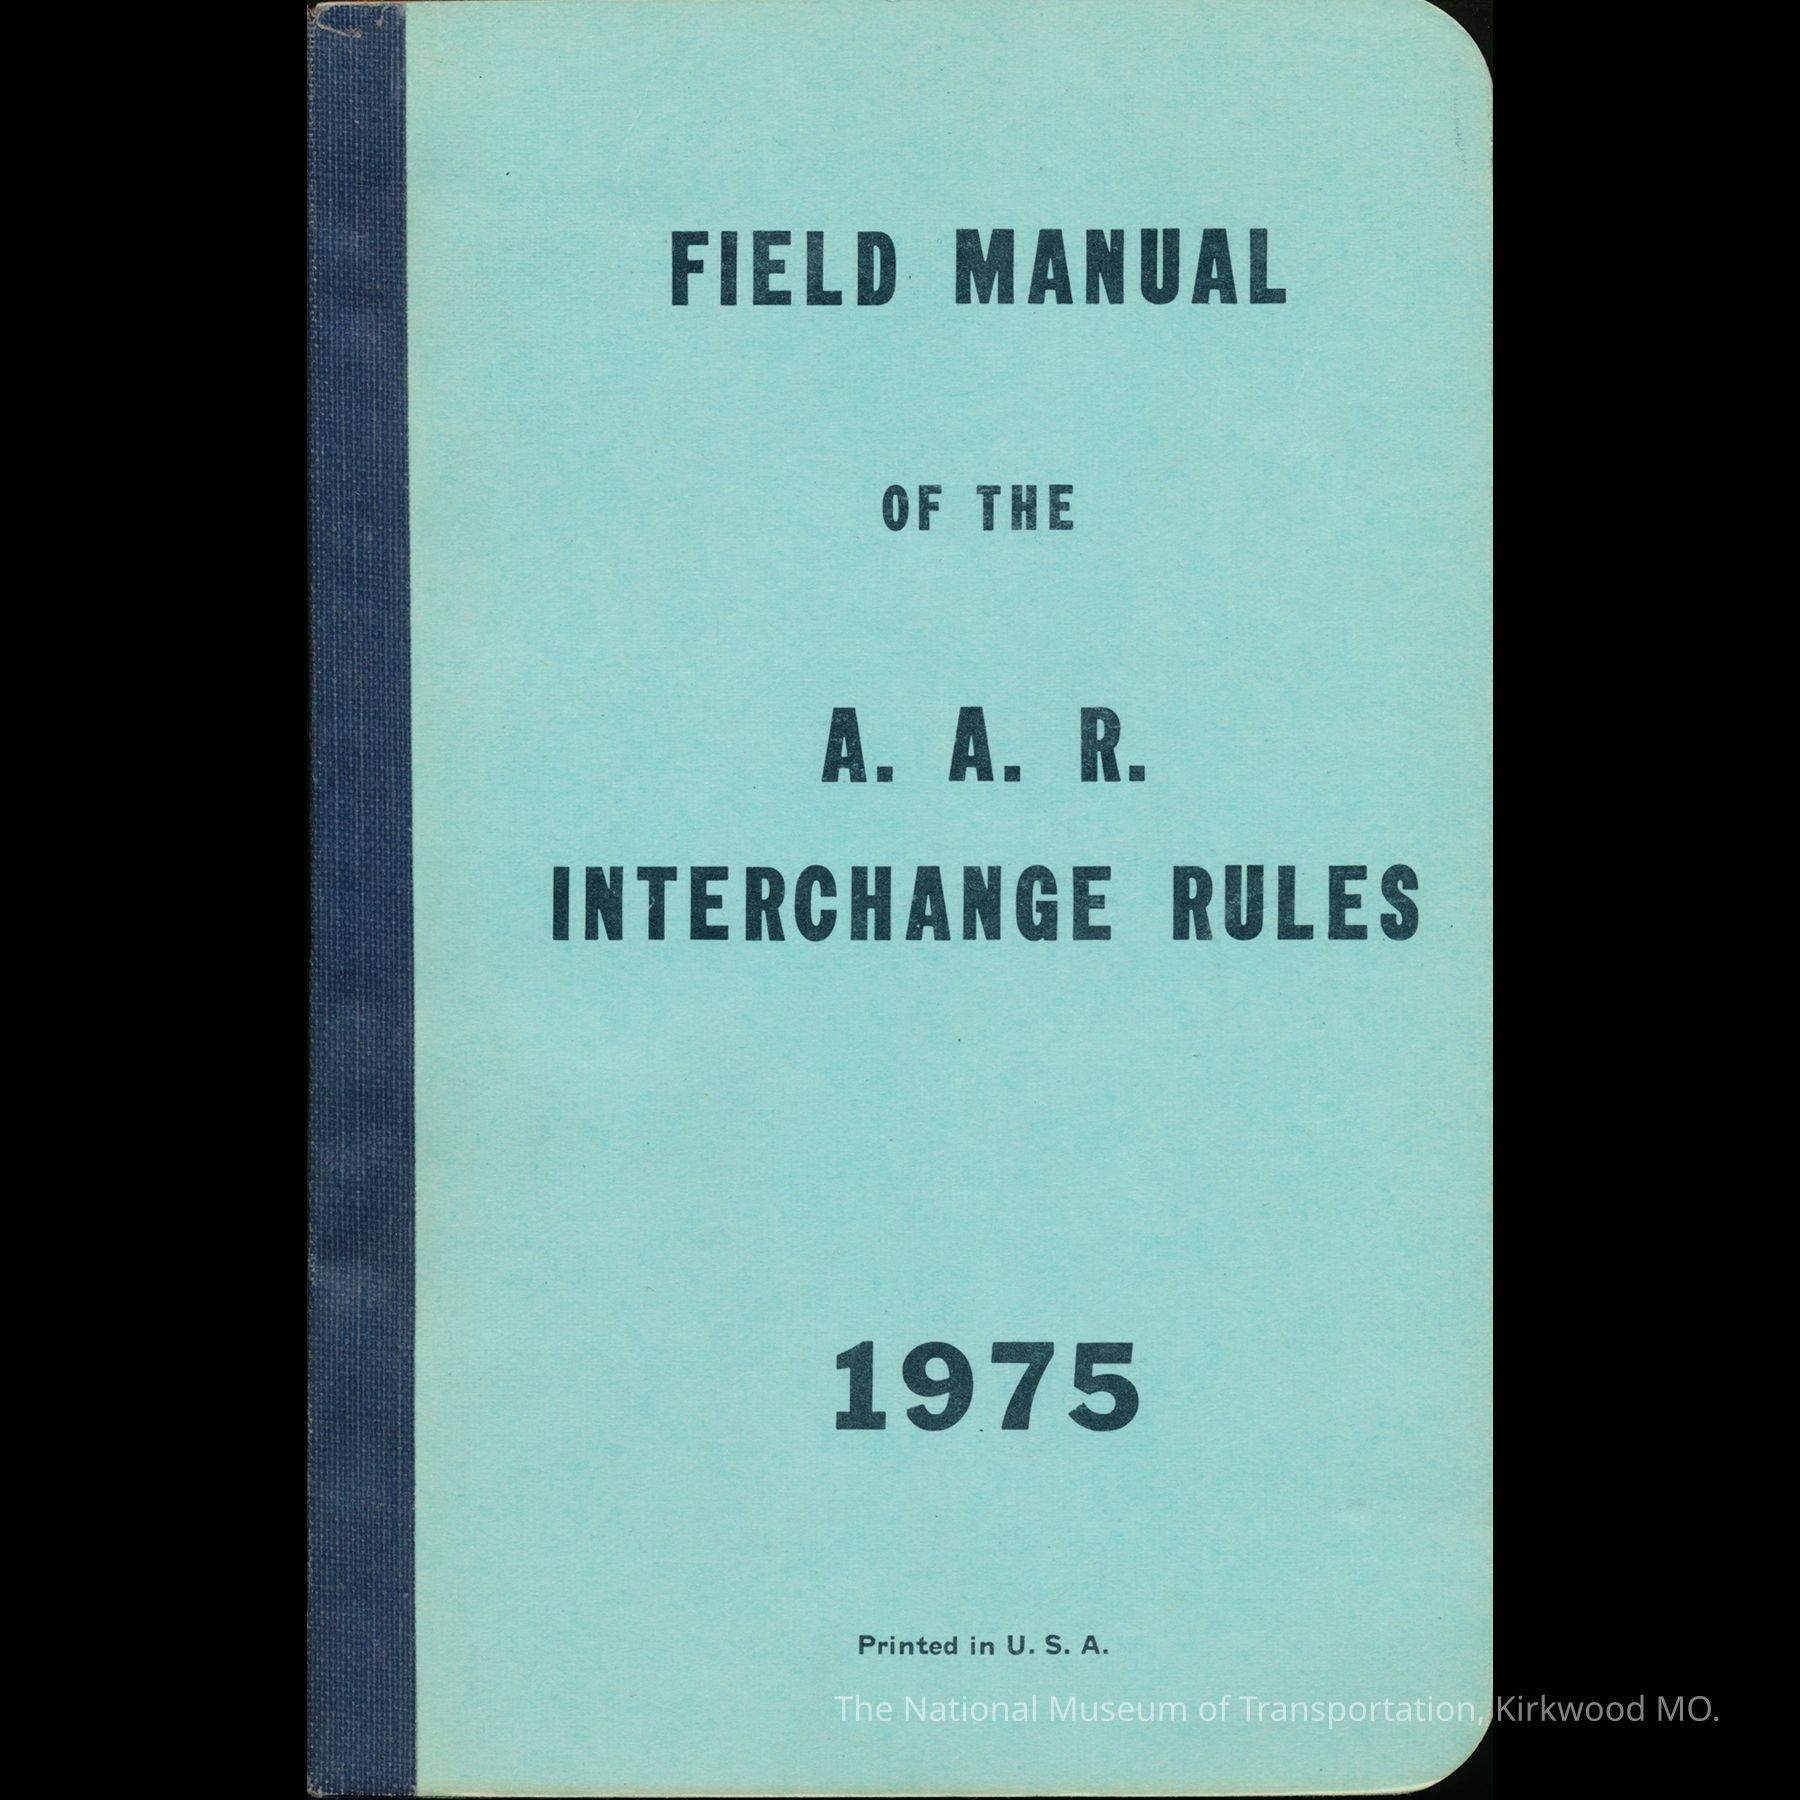 FIELD MANUAL
OF THE
A. A. R.
INTERCHANGE RULES
1975
Printed in U. S. A.
The National Museum of Transportation, Kirkwood MO.